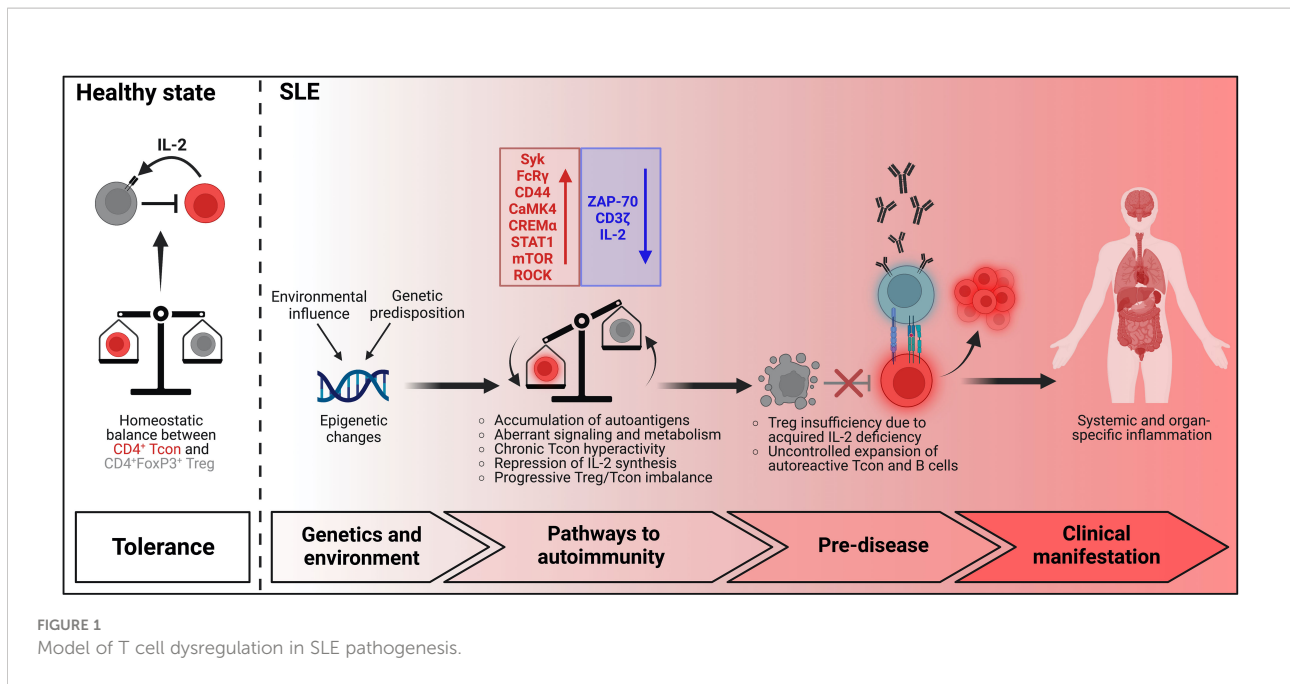 Healthy state
SLE
IL-2
Homeostatic
balance between
CD4⁺ Tcon and
CD4⁺FoxP3⁺ Treg
Environmental
influence
Genetic
predisposition
Epigenetic
changes
Syk
FcRγ
CD44
CaMK4
CREMα
STAT1
mTOR
ROCK
ZAP-70
CD3ζ
IL-2
○ Accumulation of autoantigens
○ Aberrant signaling and metabolism
○ Chronic Tcon hyperactivity
○ Repression of IL-2 synthesis
○ Progressive Treg/Tcon imbalance
○ Treg insufficiency due to
acquired IL-2 deficiency
○ Uncontrolled expansion of
autoreactive Tcon and B cells
Systemic and organ-
specific inflammation
Tolerance
Genetics and
environment
Pathways to
autoimmunity
Pre-disease
Clinical
manifestation
FIGURE 1
Model of T cell dysregulation in SLE pathogenesis.